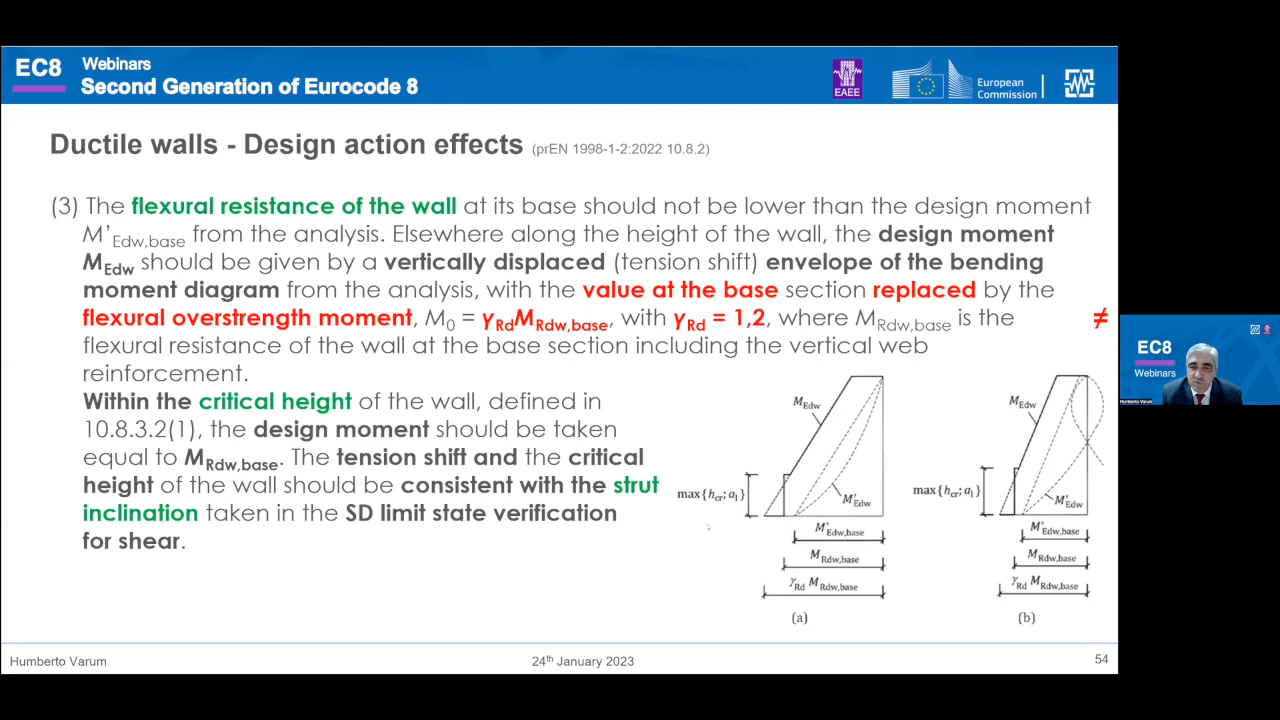 EC8
Webinars
Second Generation of Eurocode 8
EAEE
European
Commission
Ductile walls - Design action effects (prEN 1998-1-2:2022 10.8.2)
(3) The flexural resistance of the wall at its base should not be lower than the design moment
M’Edw,base from the analysis. Elsewhere along the height of the wall, the design moment
MEdw should be given by a vertically displaced (tension shift) envelope of the bending
moment diagram from the analysis, with the value at the base section replaced by the
flexural overstrength moment, M0 = γRdMRdw,base, with γRd = 1,2, where MRdw,base is the
≠
flexural resistance of the wall at the base section including the vertical web
reinforcement.
Within the critical height of the wall, defined in
10.8.3.2(1), the design moment should be taken
equal to MRdw,base. The tension shift and the critical
height of the wall should be consistent with the strut
inclination taken in the SD limit state verification
for shear.
MEdw
max{hcr; al}
M'Edw
M'Edw,base
MRdw,base
γRd MRdw,base
(a)
MEdw
max{hcr; al}
M'Edw
M'Edw,base
MRdw,base
γRd MRdw,base
(b)
Humberto Varum
24th January 2023
54
EC8
Webinars
Humberto Varum